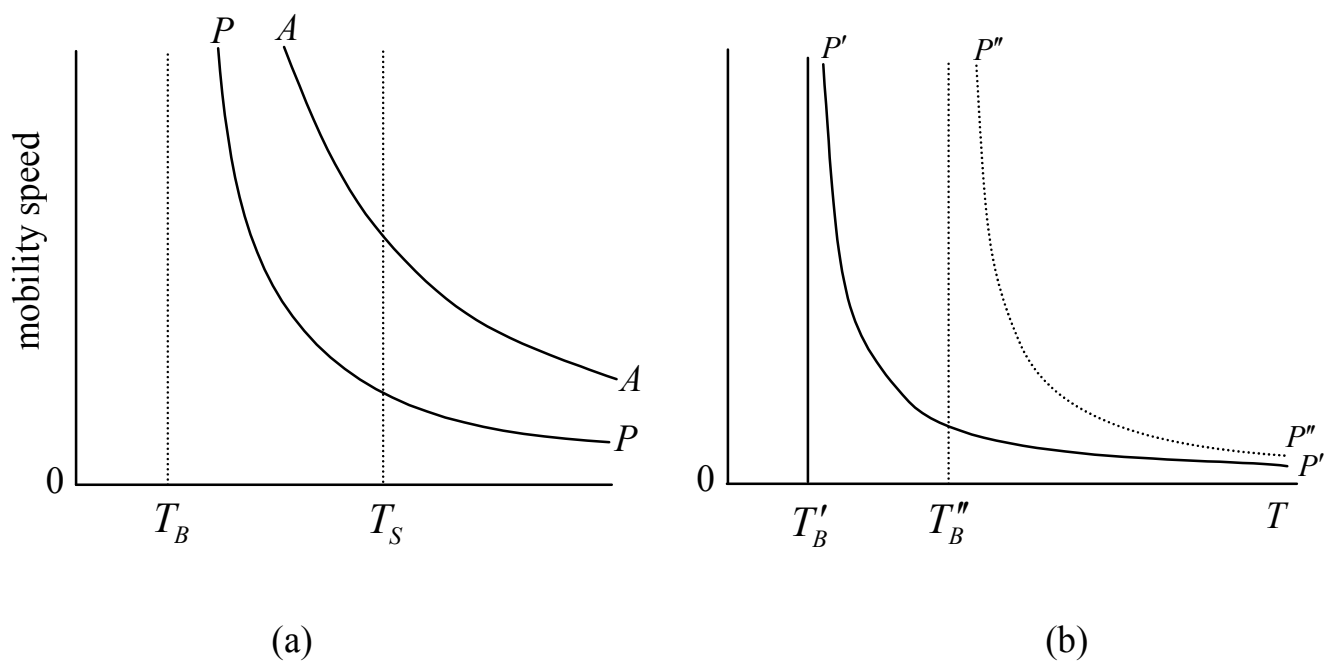 P A
mobility speed
A
P
0
T_B T_S
(a)
P′ P″
P″
P′
0
T′_B T″_B T
(b)